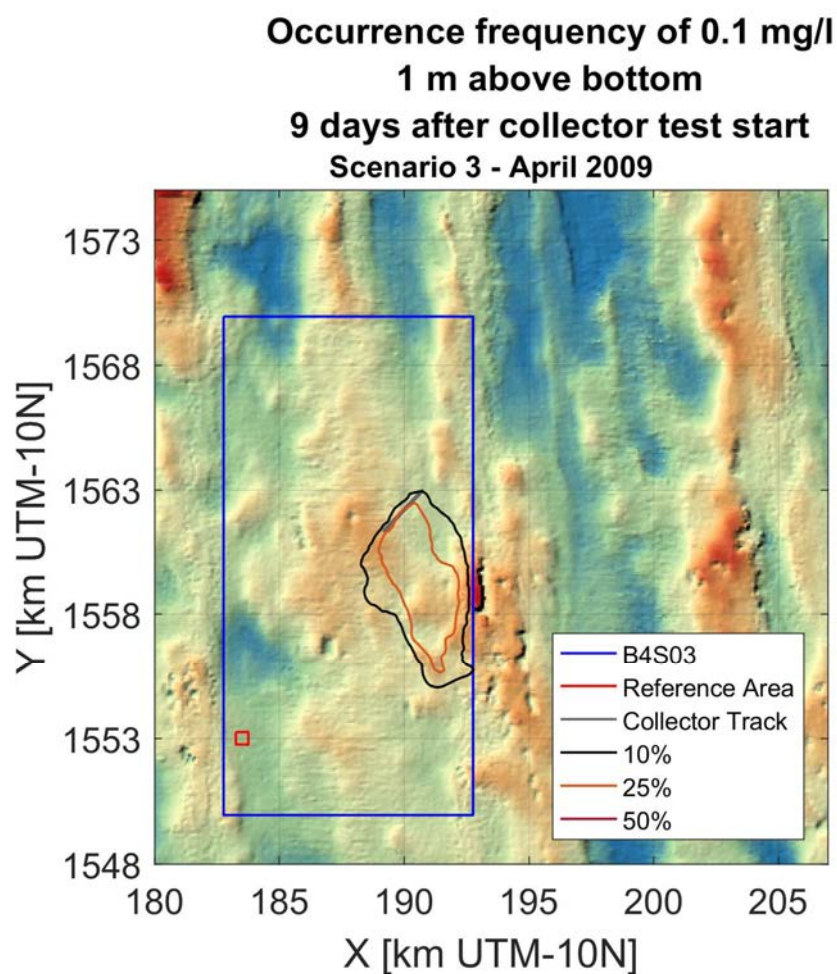 Occurrence frequency of 0.1 mg/l
1 m above bottom
9 days after collector test start
Scenario 3 - April 2009
Y [km UTM-10N]
1573
1568
1563
1558
1553
1548
B4S03
Reference Area
Collector Track
10%
25%
50%
180
185
190
195
200
205
X [km UTM-10N]